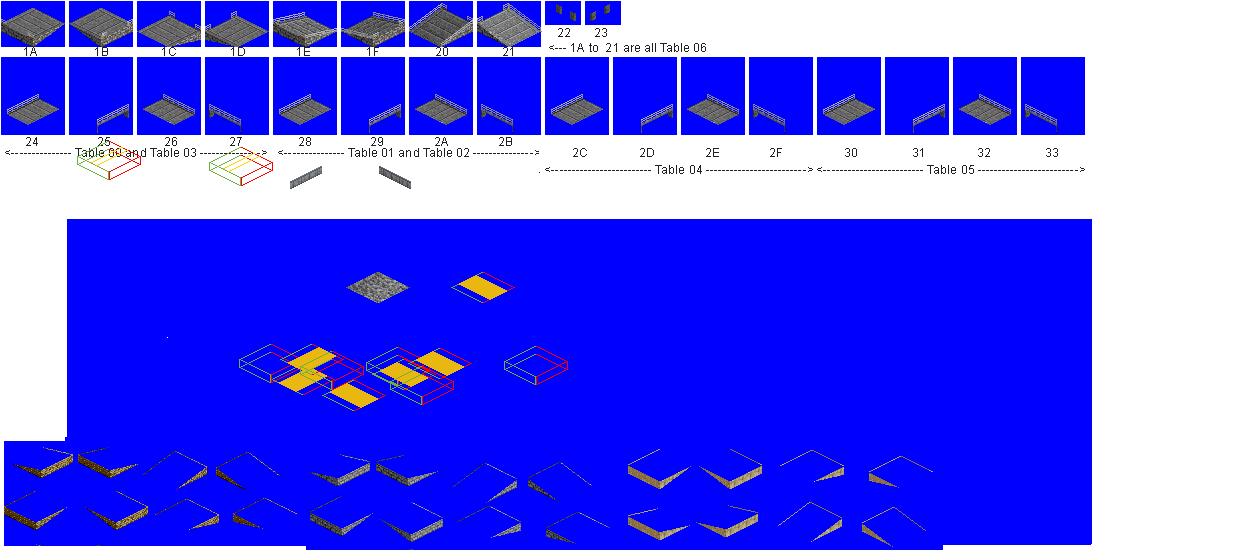 22 23
1A 1B 1C 1D 1E 1F 20 21 <--- 1A to 21 are all Table 06
24 25 26 27 28 29 2A 2B
2C 2D 2E 2F 30 31 32 33
<---------------- Table 00 and Table 03 ----------------> <---------------- Table 01 and Table 02 ---------------->
<------------------------- Table 04 -------------------------------> <------------------------- Table 05 ------------------------->